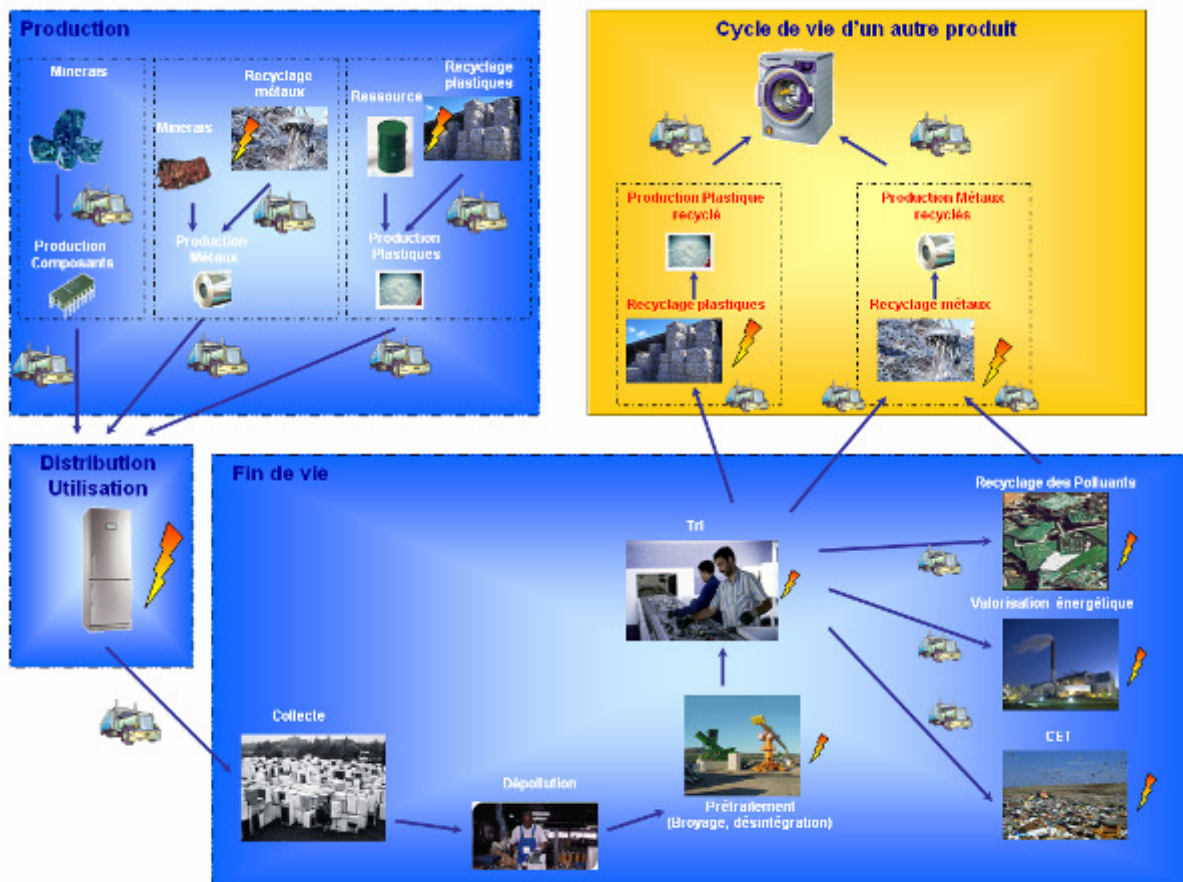 Production
Minerais
Recyclage
métaux
Minerais
Ressource
Recyclage
plastiques
Production
Composants
Production
Métaux
Production
Plastiques
Cycle de vie d'un autre produit
Production Plastique
recyclé
Recyclage plastiques
Production Métaux
recyclés
Recyclage métaux
Distribution
Utilisation
Fin de vie
Collecte
Dépollution
Prétraitement
(Broyage, désintégration)
Tri
Recyclage des Polluants
Valorisation énergétique
CET